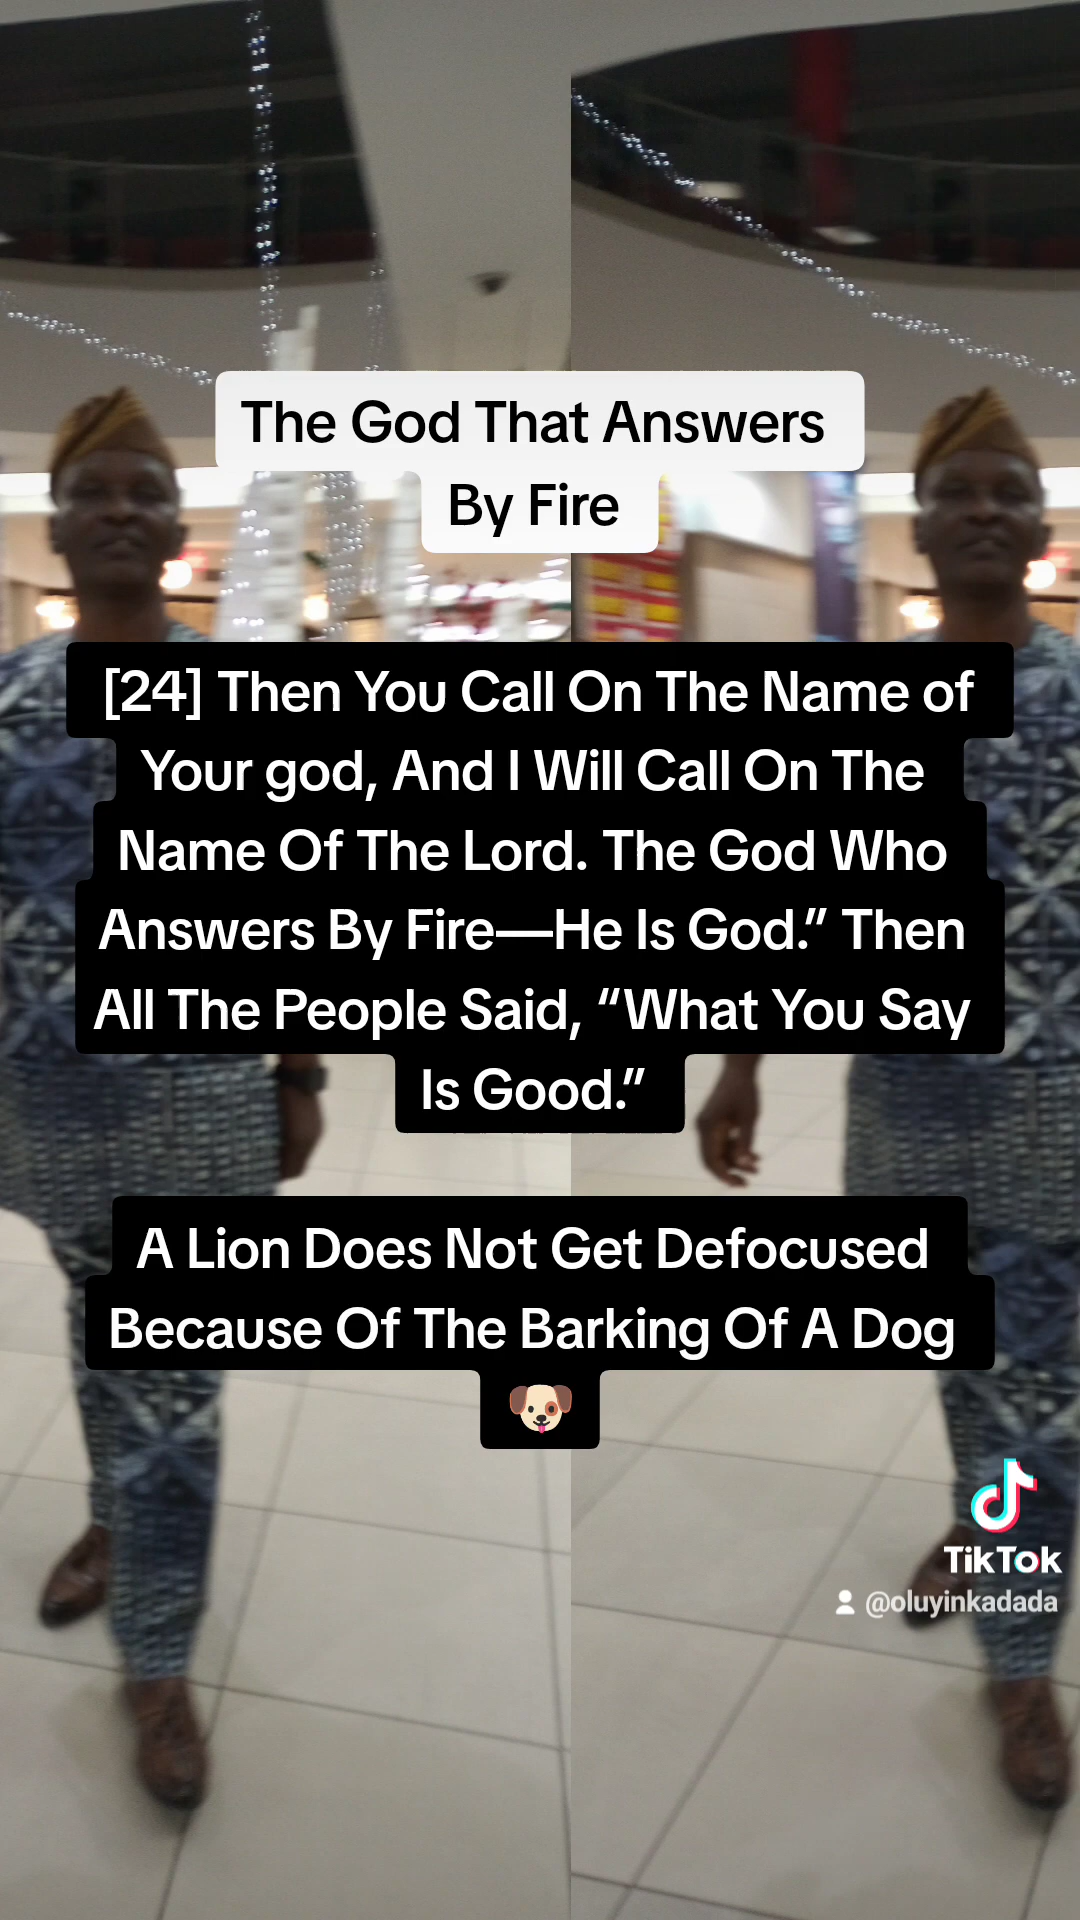 The God That Answers
By Fire
[24] Then You Call On The Name of
Your god, And I Will Call On The
Name Of The Lord. The God Who
Answers By Fire—He Is God.” Then
All The People Said, “What You Say
Is Good.”
A Lion Does Not Get Defocused
Because Of The Barking Of A Dog
🐶
TikTok
@oluyinkadada